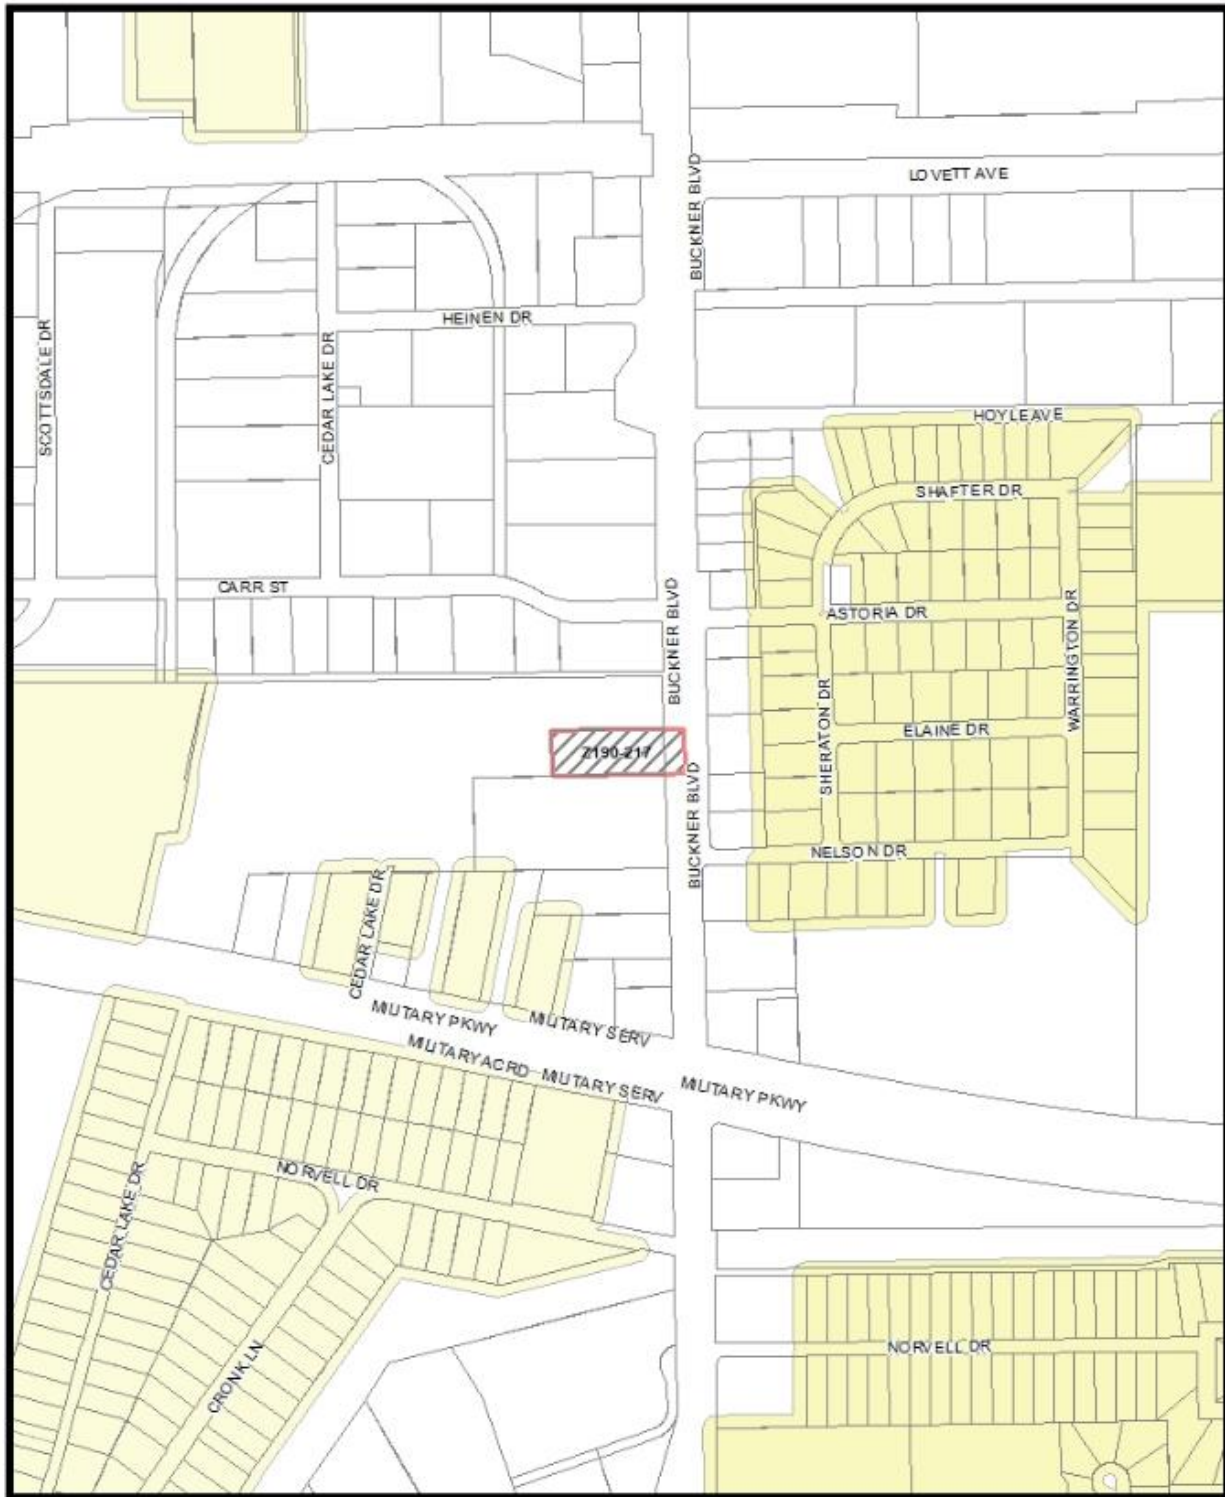 LOVETT AVE
BUCKNER BLVD
HEINEN DR
SCOTTSDALE DR
CEDAR LAKE DR
HOYLE AVE
SHAFTER DR
CARR ST
BUCKNER BLVD
ASTORIA DR
WARRINGTON DR
SHERATON DR
ELAINE DR
Z190-217
BUCKNER BLVD
NELSON DR
CEDAR LAKE DR
MILITARY PKWY
MILITARY SERV
MILITARY ACRD
MILITARY SERV
MILITARY PKWY
NORVELL DR
CEDAR LAKE DR
CRONK LN
NORVELL DR